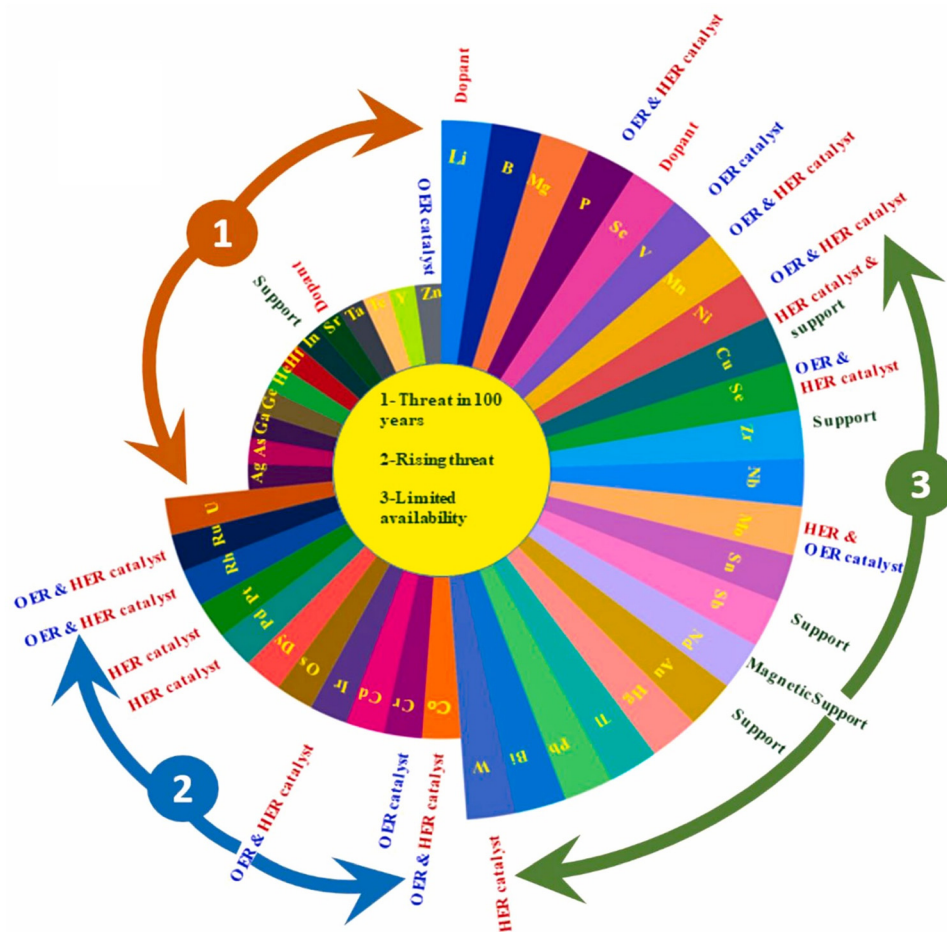 1- Threat in 100
years
2-Rising threat
3-Limited
availability
1
2
3
Li
B
Mg
P
Sc
V
Mn
Ni
Cu
Se
Zr
Nb
Mo
Sn
Sb
Nd
Au
Hg
Tl
Pb
Bi
W
Co
Cr
Cd
Ir
Os
Dy
Pd
Pt
Rh
Ru
U
Ag
As
Ga
Ge
He
Hf
In
Sr
Ta
Te
Y
Zn
Dopant
OER & HER catalyst
Dopant
OER catalyst
OER & HER catalyst
OER & HER catalyst
HER catalyst &
support
OER &
HER catalyst
Support
HER &
OER catalyst
Support
MagneticSupport
Support
HER catalyst
OER & HER catalyst
OER catalyst
OER & HER catalyst
HER catalyst
HER catalyst
OER & HER catalyst
OER & HER catalyst
Support
Dopant
OER catalyst